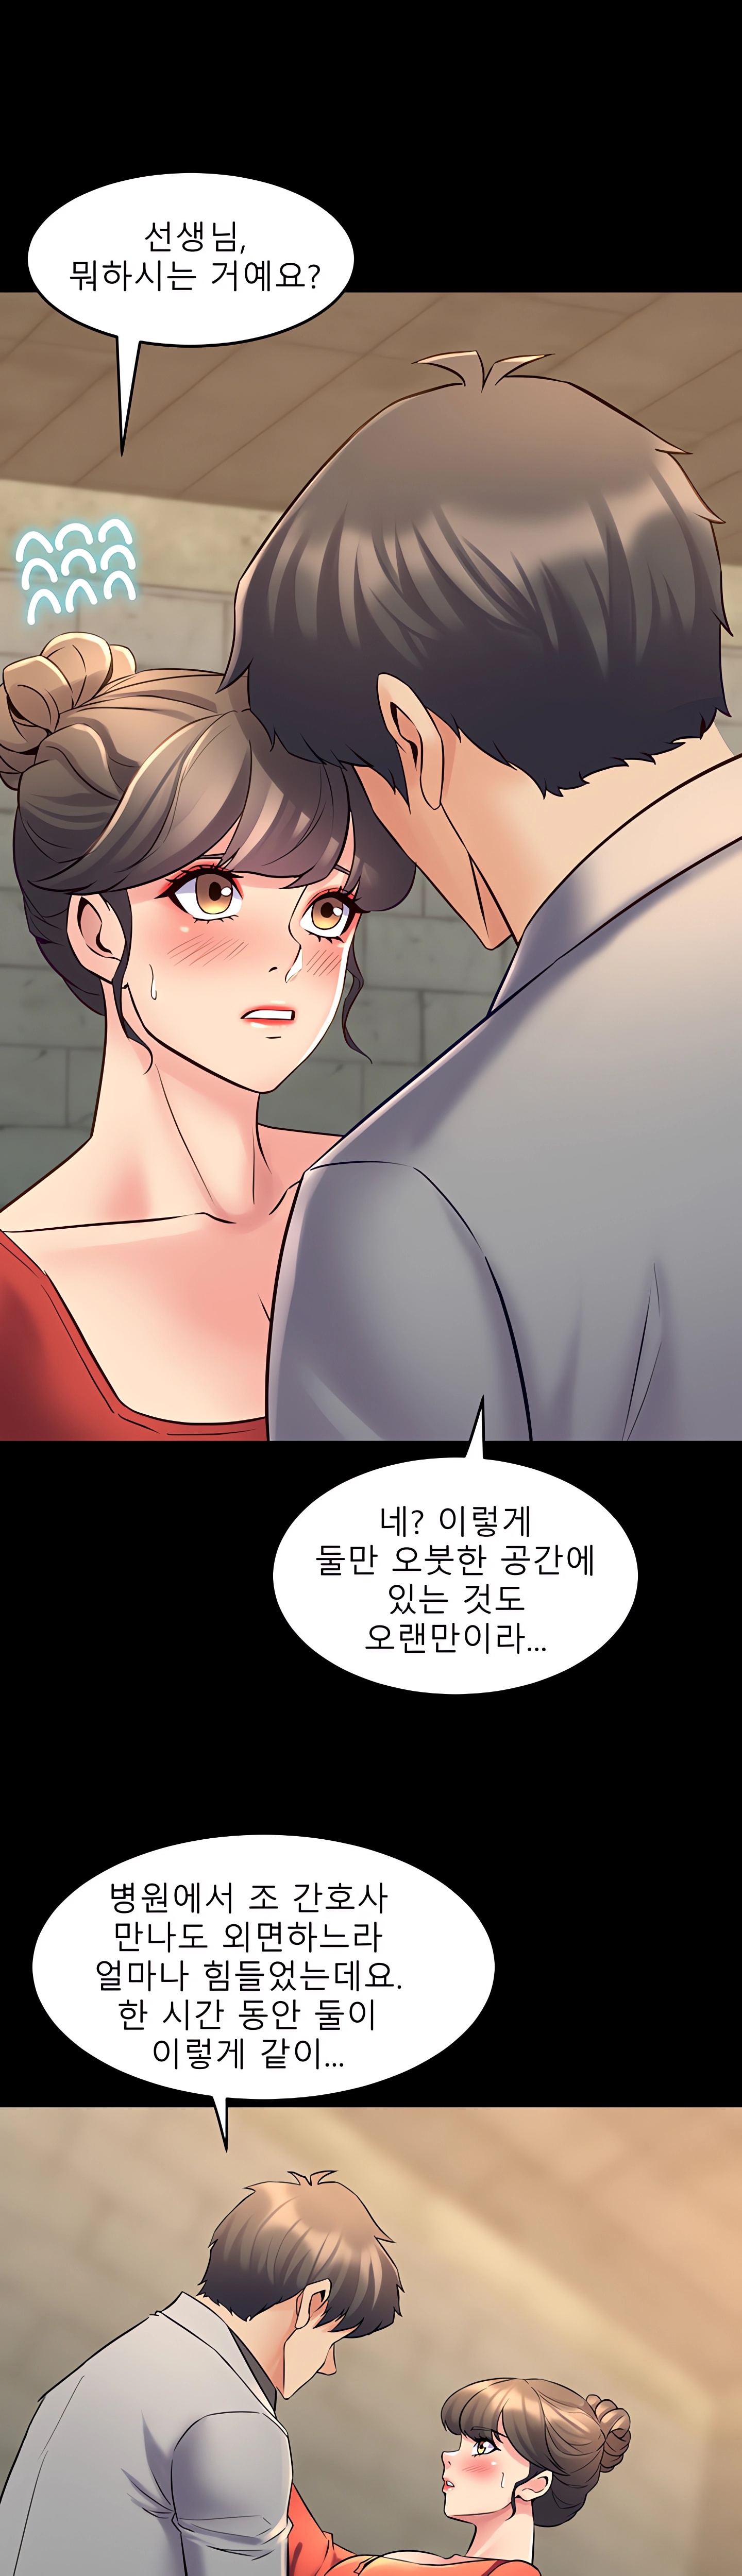 선생님,
뭐하시는 거예요?
네? 이렇게
둘만 오붓한 공간에
있는 것도
오랜만이라...
병원에서 조 간호사
만나도 외면하느라
얼마나 힘들었는데요.
한 시간 동안 둘이
이렇게 같이...